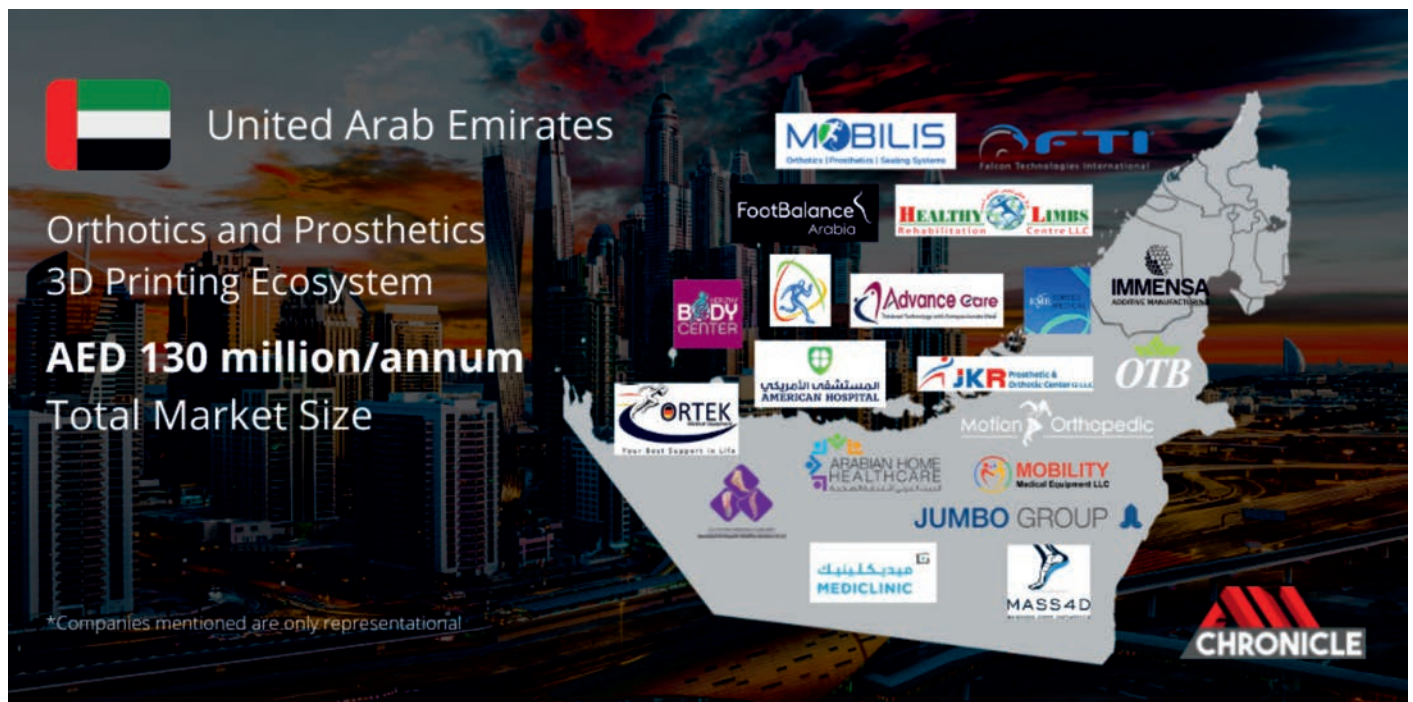 United Arab Emirates
Orthotics and Prosthetics
3D Printing Ecosystem
AED 130 million/annum
Total Market Size
*Companies mentioned are only representational
MOBILIS
Orthotics | Prosthetics | Seating Systems
FTI
Falcon Technologies International
FootBalance
Arabia
HEALTHY LIMBS
Rehabilitation Centre LLC
HEALTHY
BODY
CENTER
Advance Care
IMMENSA
ADDITIVE MANUFACTURING
المستشفى الأمريكي
AMERICAN HOSPITAL
JKR Prosthetic &
Orthotic Center
OTB
ORTEK
Your Best Support in Life
Motion Orthopedic
ARABIAN HOME
HEALTHCARE
MOBILITY
Medical Equipment LLC
JUMBO GROUP
ميديكلينيك
MEDICLINIC
MASS4D
AM
CHRONICLE